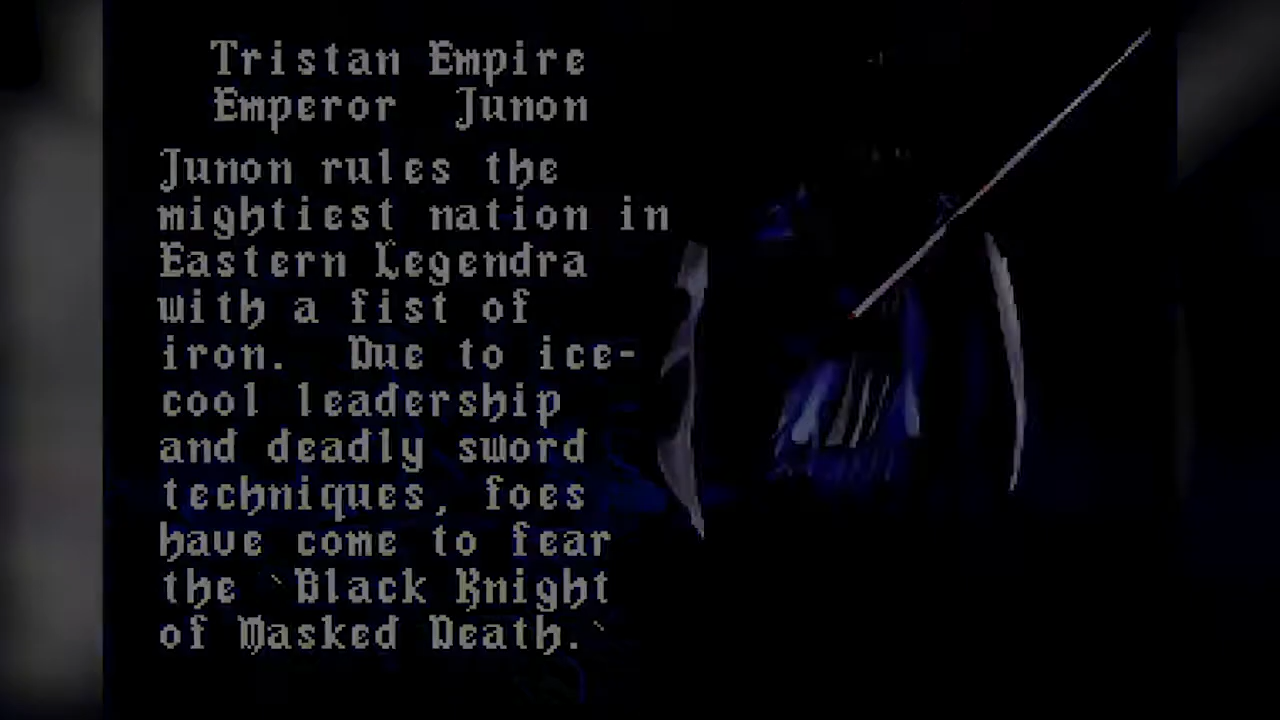 Tristan Empire
Emperor Junon
Junon rules the
mightiest nation in
Eastern Legendra
with a fist of
iron. Due to ice-
cool leadership
and deadly sword
techniques, foes
have come to fear
the `Black Knight
of Masked Death.`